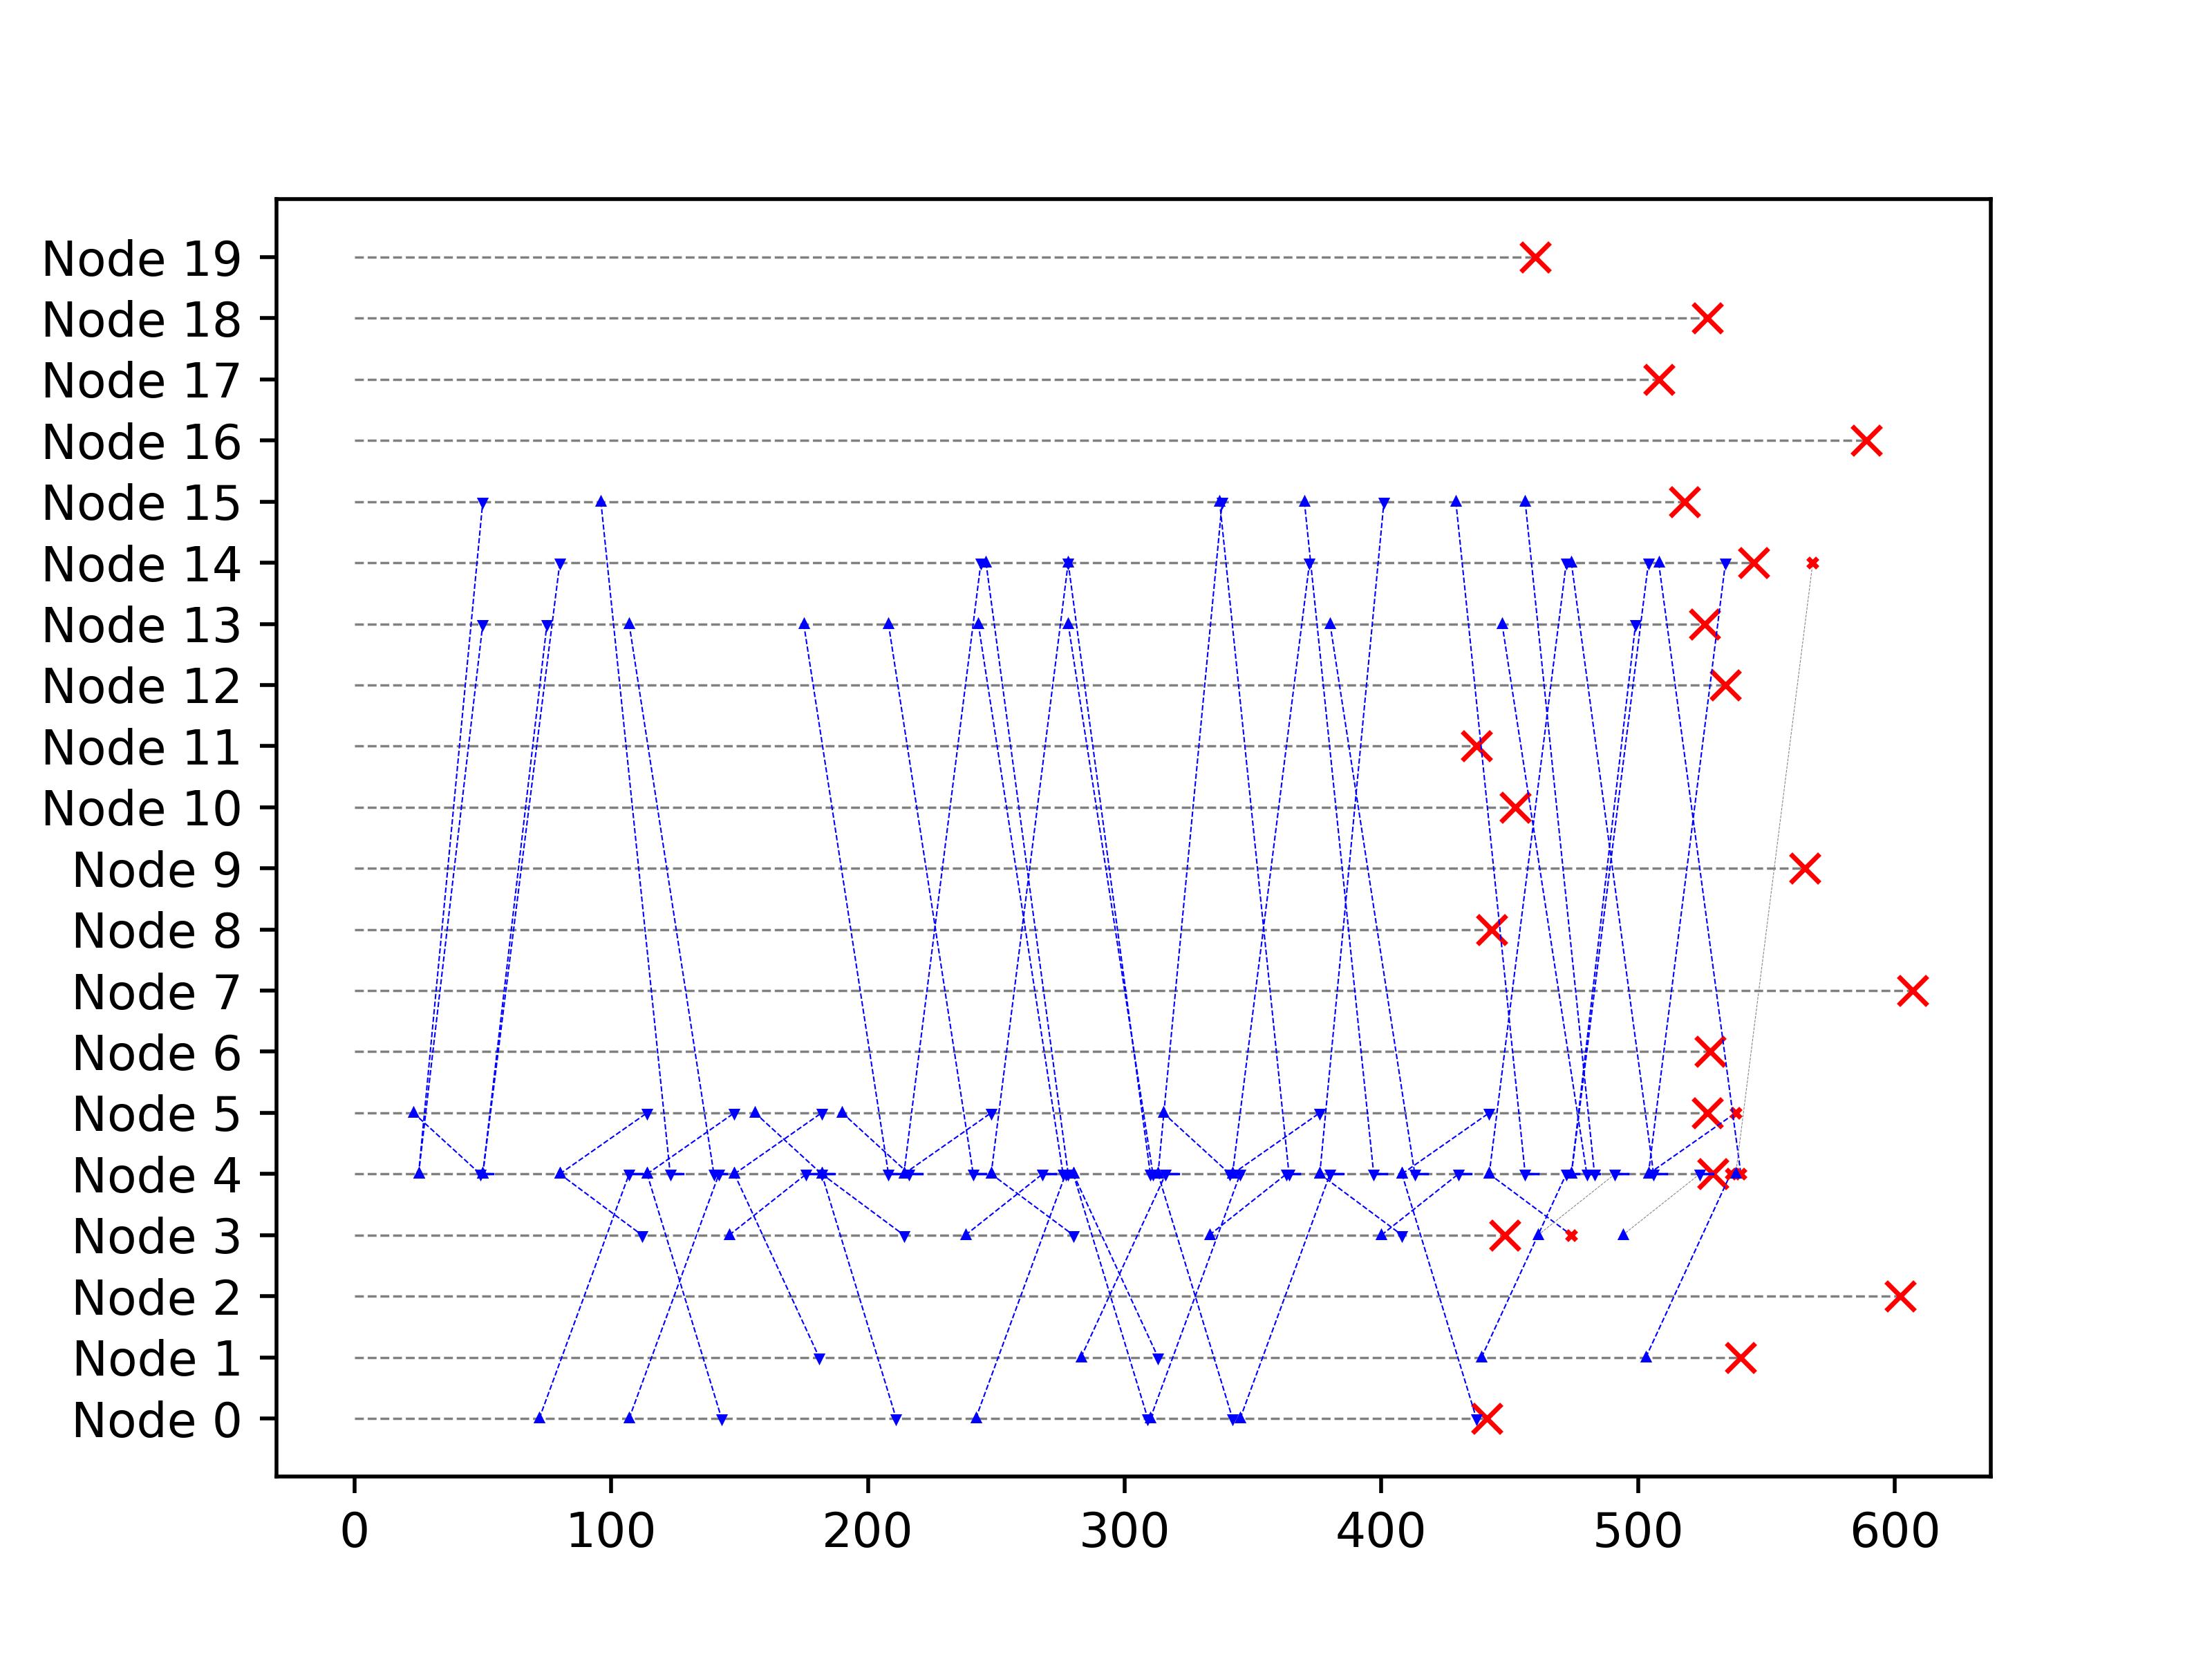 Node 19
Node 18
Node 17
Node 16
Node 15
Node 14
Node 13
Node 12
Node 11
Node 10
Node 9
Node 8
Node 7
Node 6
Node 5
Node 4
Node 3
Node 2
Node 1
Node 0
0 100 200 300 400 500 600